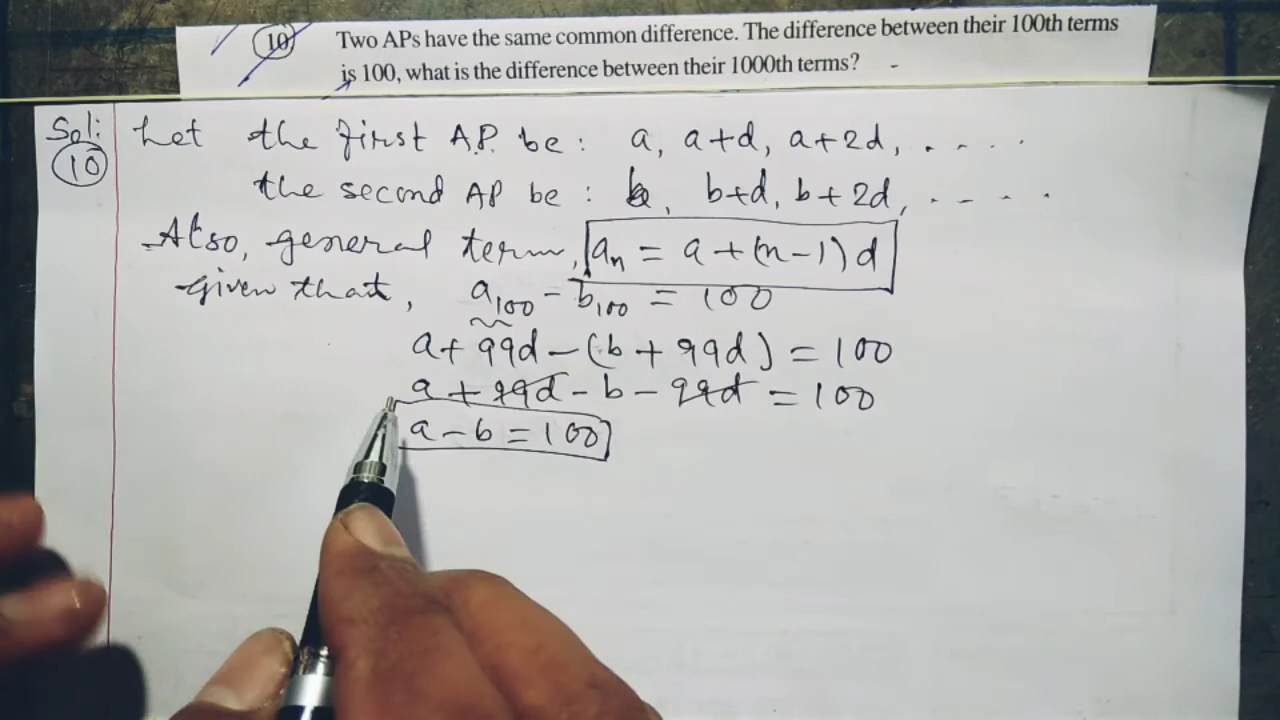 10 Two APs have the same common difference. The difference between their 100th terms
is 100, what is the difference between their 1000th terms?
Sol: Let the first A.P. be: a, a+d, a+2d, . . . .
10 the second AP be: b, b+d, b+2d, . - - .
Also, general term, an = a+(n-1)d
given that, a100 - b100 = 100
a+99d-(b+99d) = 100
a+99d-b-99d = 100
a-b=100